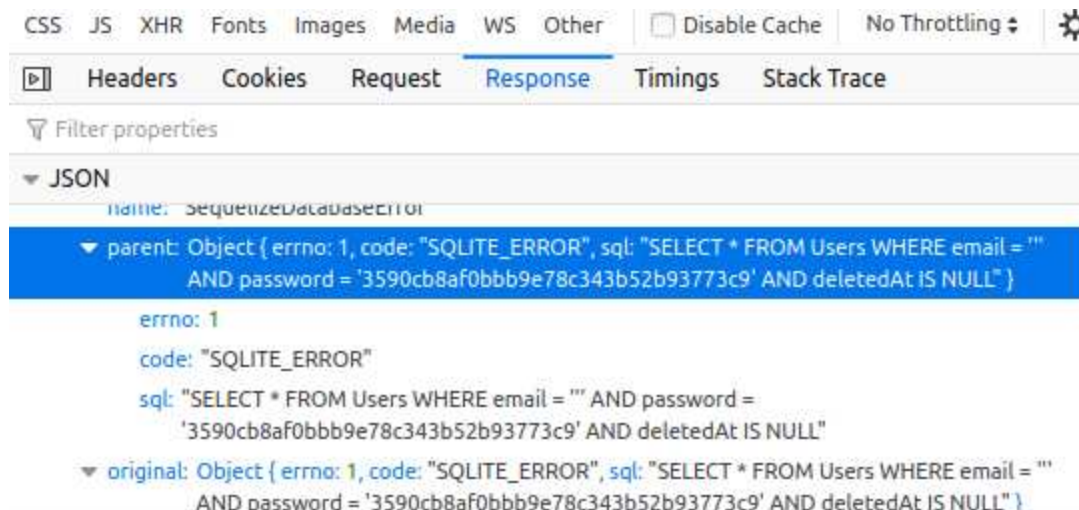 CSS JS XHR Fonts Images Media WS Other Disable Cache No Throttling
Headers Cookies Request Response Timings Stack Trace
Filter properties
JSON
name: "SequelizeDatabaseError"
parent: Object { errno: 1, code: "SQLITE_ERROR", sql: "SELECT * FROM Users WHERE email = '''
AND password = '3590cb8af0bbb9e78c343b52b93773c9' AND deletedAt IS NULL" }
errno: 1
code: "SQLITE_ERROR"
sql: "SELECT * FROM Users WHERE email = ''' AND password =
'3590cb8af0bbb9e78c343b52b93773c9' AND deletedAt IS NULL"
original: Object { errno: 1, code: "SQLITE_ERROR", sql: "SELECT * FROM Users WHERE email = '''
AND password = '3590cb8af0bbb9e78c343b52b93773c9' AND deletedAt IS NULL" }